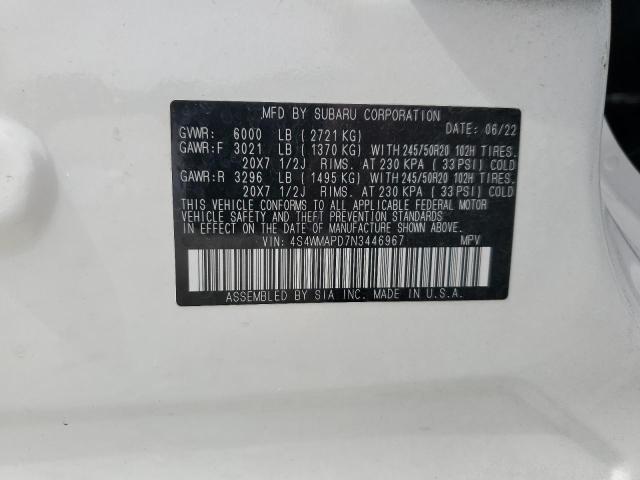 MFD BY SUBARU CORPORATION
DATE: 06/22
GVWR: 6000 LB ( 2721 KG)
GAWR:F 3021 LB ( 1370 KG) WITH 245/50R20 102H TIRES.
20X7 1/2J RIMS. AT 230 KPA ( 33 PSI) COLD
GAWR:R 3296 LB ( 1495 KG) WITH 245/50R20 102H TIRES.
20X7 1/2J RIMS. AT 230 KPA ( 33 PSI) COLD
THIS VEHICLE CONFORMS TO ALL APPLICABLE FEDERAL MOTOR
VEHICLE SAFETY AND THEFT PREVENTION STANDARDS
IN EFFECT ON THE DATE OF MANUFACTURE SHOWN ABOVE.
VIN: 4S4WMAPD7N3446967 MPV
ASSEMBLED BY SIA INC. MADE IN U.S.A.